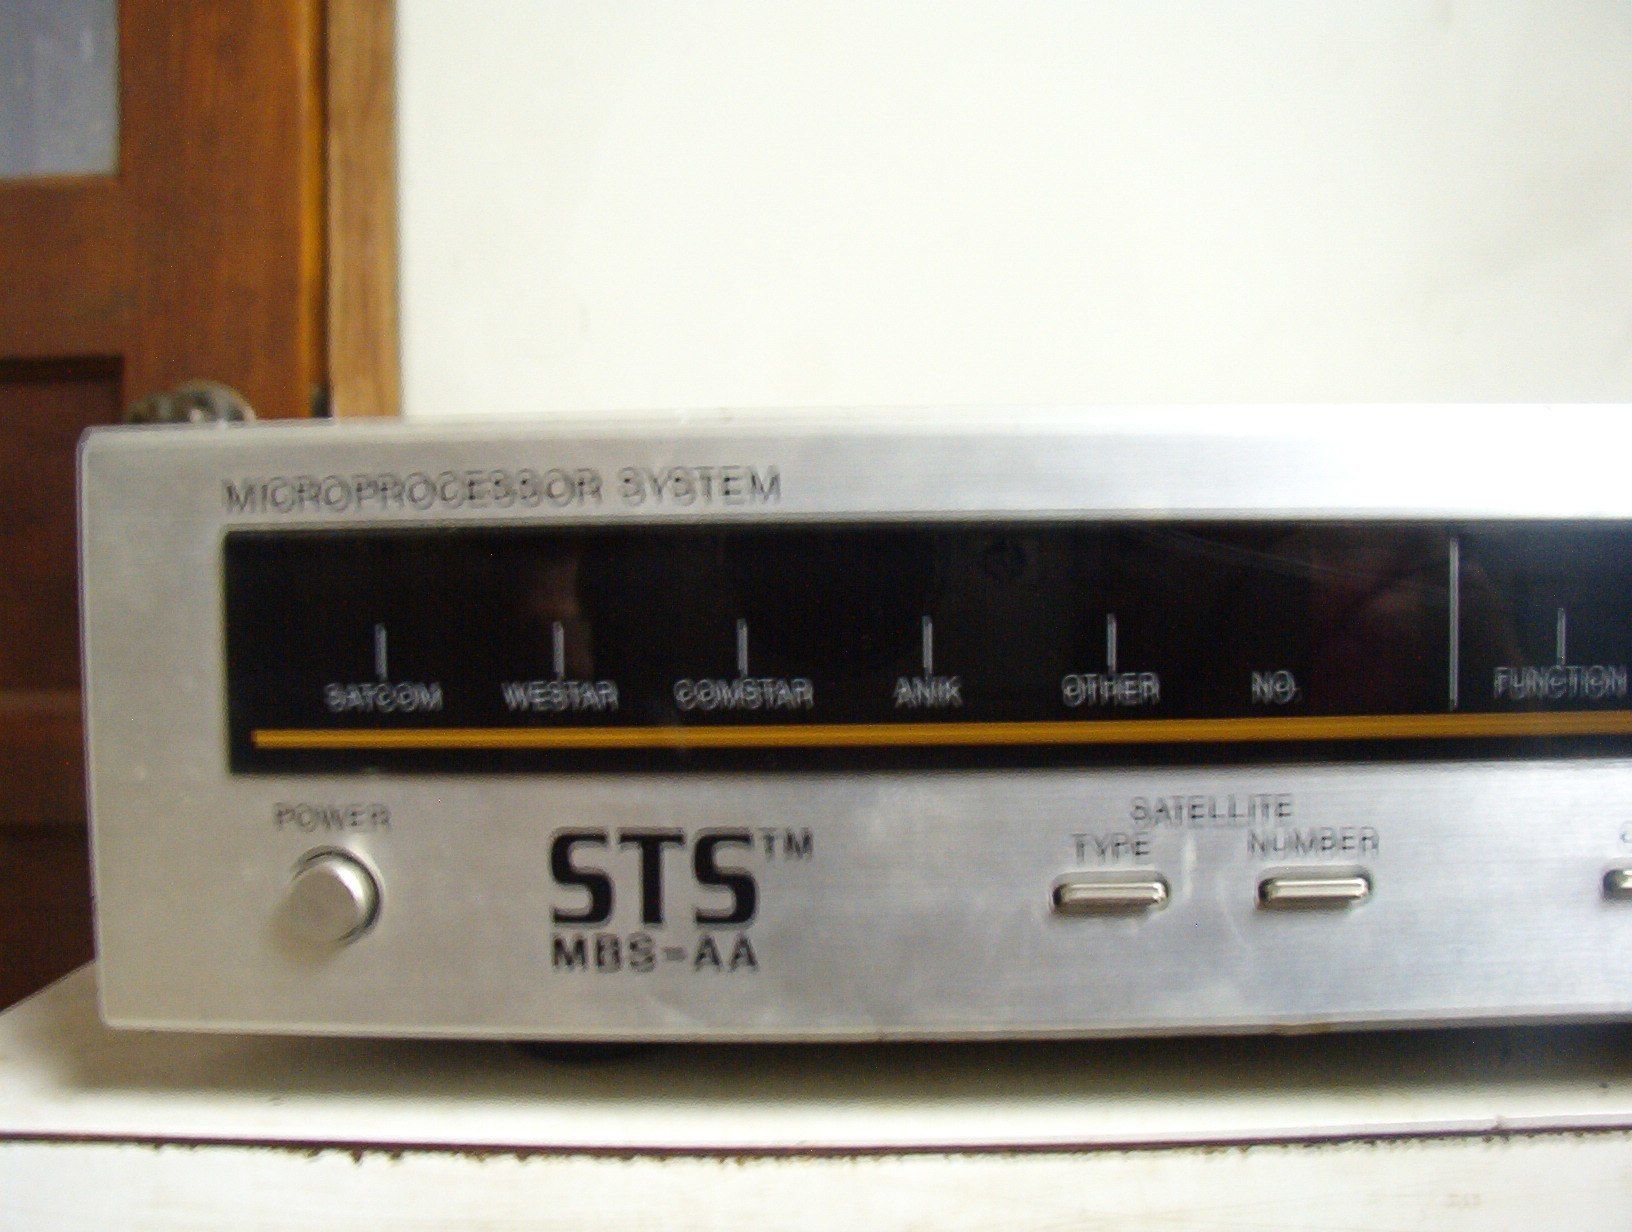 MICROPROCESSOR SYSTEM
SATCOM WESTAR COMSTAR ANIK OTHER NO. FUNCTION
POWER
STS™
MBS-AA
SATELLITE
TYPE NUMBER